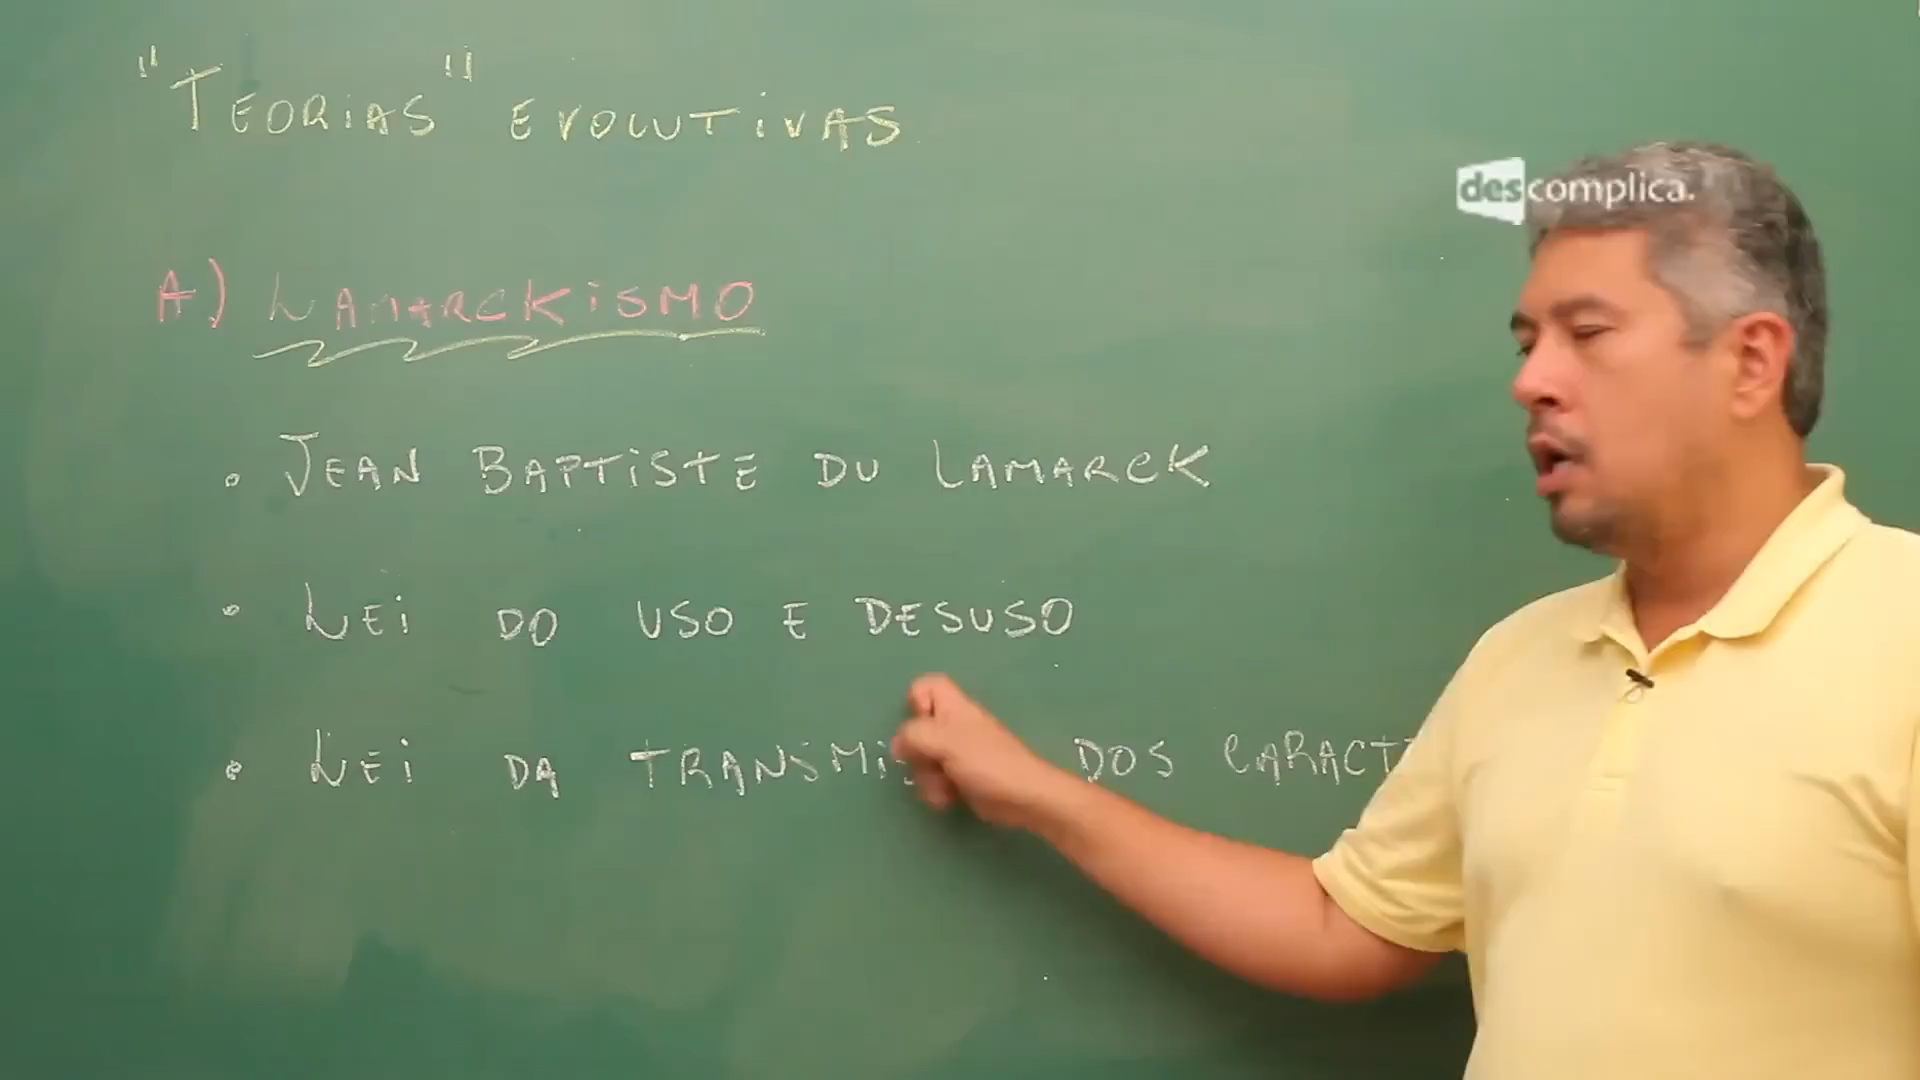 "TEORIAS" EVOLUTIVAS
descomplica.
A) LAMARCKISMO
• JEAN BAPTISTE DU LAMARCK
• LEI DO USO E DESUSO
• LEI DA DOS